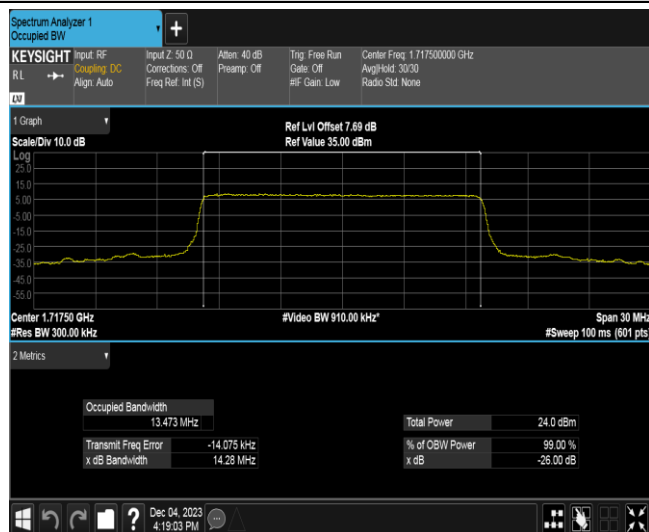 Spectrum Analyzer 1
Occupied BW
+
KEYSIGHT
RL
LXI
Input: RF
Coupling: DC
Align: Auto
Input Z: 50 Ω
Corrections: Off
Freq Ref: Int (S)
Atten: 40 dB
Preamp: Off
Trig: Free Run
Gate: Off
#IF Gain: Low
Center Freq: 1.717500000 GHz
Avg|Hold: 30/30
Radio Std: None
1 Graph
Scale/Div 10.0 dB
Ref Lvl Offset 7.69 dB
Ref Value 35.00 dBm
Log
25.0
15.0
5.00
-5.00
-15.0
-25.0
-35.0
-45.0
-55.0
Center 1.71750 GHz
#Video BW 910.00 kHz*
Span 30 MHz
#Res BW 300.00 kHz
#Sweep 100 ms (601 pts)
2 Metrics
Occupied Bandwidth
13.473 MHz
Total Power 24.0 dBm
Transmit Freq Error -14.075 kHz
% of OBW Power 99.00 %
x dB Bandwidth 14.28 MHz
x dB -26.00 dB
?
Dec 04, 2023
4:19:03 PM